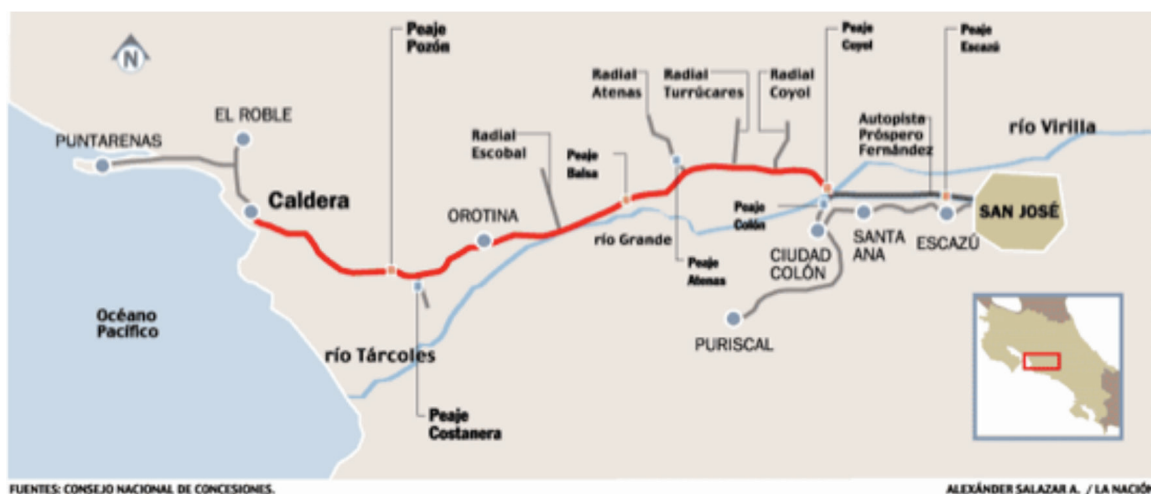 Peaje
Pozón
Peaje
Coyol
Peaje
Escazú
N
Radial
Atenas
Radial
Turrúcares
Radial
Coyol
EL ROBLE
PUNTARENAS
Radial
Escobal
Peaje
Balsa
Autopista
Próspero
Fernández
río Virilla
Caldera
OROTINA
río Grande
Peaje
Colón
SAN JOSÉ
SANTA
ANA
ESCAZÚ
CIUDAD
COLÓN
Peaje
Atenas
Océano
Pacífico
río Tárcoles
PURISCAL
Peaje
Costanera
FUENTES: CONSEJO NACIONAL DE CONCESIONES.
ALEXÁNDER SALAZAR A. / LA NACIÓN